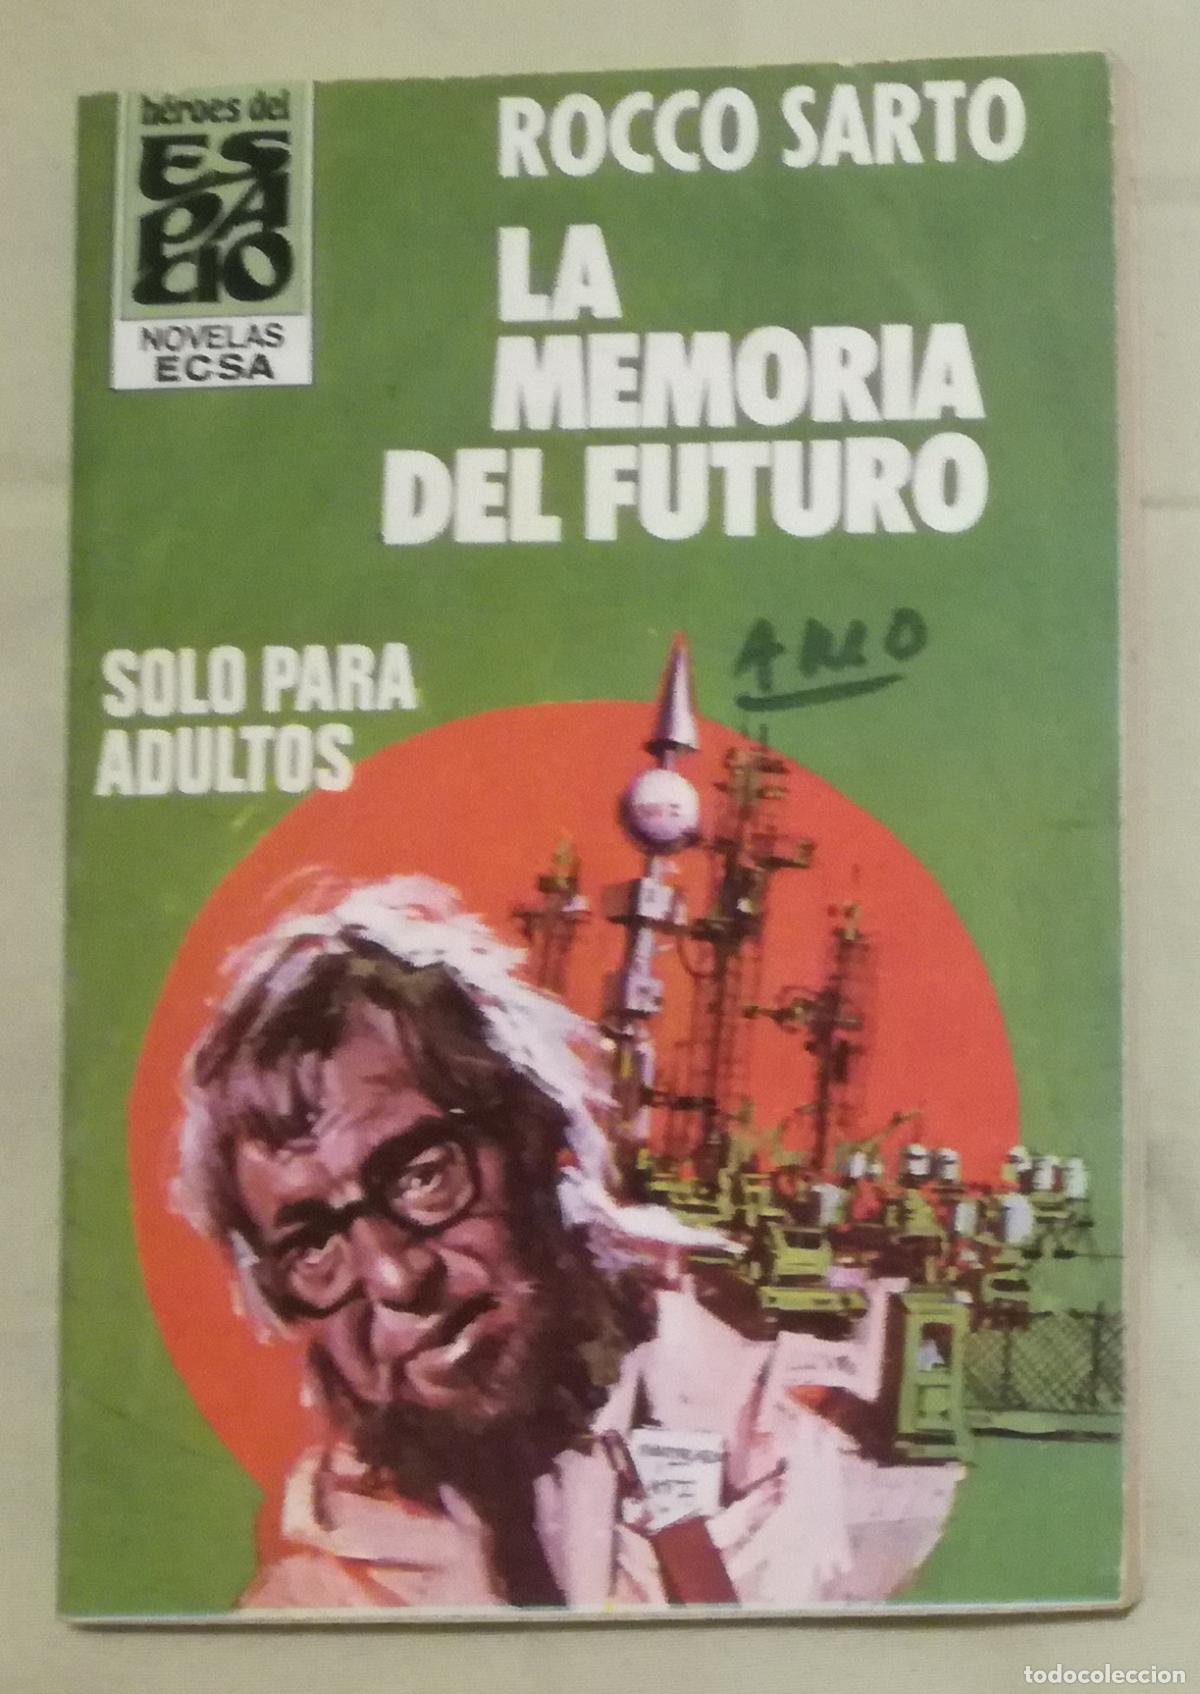 héroes del
ESPACIO
NOVELAS
ECSA
ROCCO SARTO
LA
MEMORIA
DEL FUTURO
SOLO PARA
ADULTOS
todocoleccion